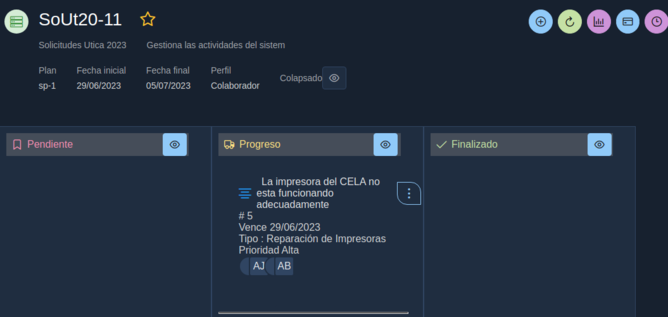 SoUt20-11
Solicitudes Utica 2023 Gestiona las actividades del sistem
Plan Fecha inicial Fecha final Perfil
sp-1 29/06/2023 05/07/2023 Colaborador
Colapsado
Pendiente
Progreso
Finalizado
La impresora del CELA no
esta funcionando
adecuadamente
# 5
Vence 29/06/2023
Tipo : Reparación de Impresoras
Prioridad Alta
AJ AB